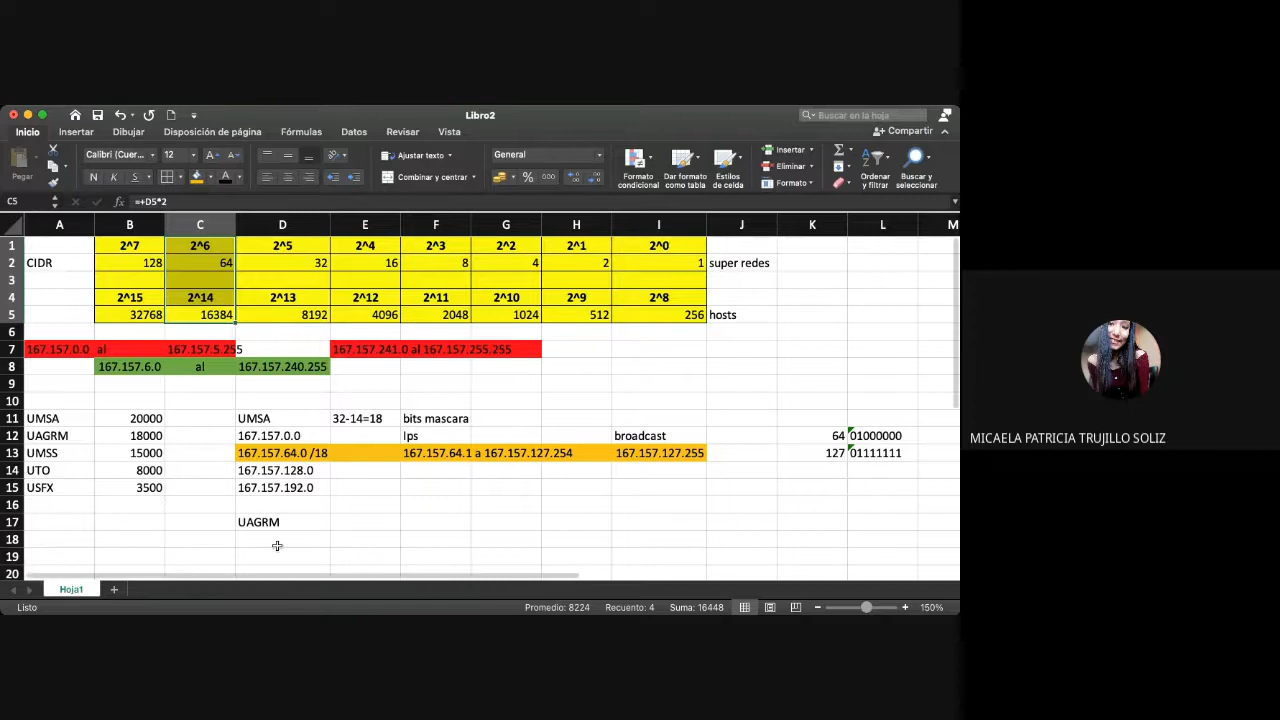 Libro2
Buscar en la hoja
Inicio Insertar Dibujar Disposición de página Fórmulas Datos Revisar Vista
Compartir
Pegar
Calibri (Cuer... 12
A A
Ajustar texto
General
N K S A
Combinar y centrar
% 000
Formato condicional
Dar formato como tabla
Estilos de celda
Insertar
Eliminar
Formato
Ordenar y filtrar
Buscar y seleccionar
C5 fx =+D5*2
A B C D E F G H I J K L M
1 2^7 2^6 2^5 2^4 2^3 2^2 2^1 2^0
2 CIDR 128 64 32 16 8 4 2 1 super redes
3
4 2^15 2^14 2^13 2^12 2^11 2^10 2^9 2^8
5 32768 16384 8192 4096 2048 1024 512 256 hosts
6
7 167.157.0.0 al 167.157.5.255 167.157.241.0 al 167.157.255.255
8 167.157.6.0 al 167.157.240.255
9
10
11 UMSA 20000 UMSA 32-14=18 bits mascara
12 UAGRM 18000 167.157.0.0 Ips broadcast 64 01000000
13 UMSS 15000 167.157.64.0 /18 167.157.64.1 a 167.157.127.254 167.157.127.255 127 01111111
14 UTO 8000 167.157.128.0
15 USFX 3500 167.157.192.0
16
17 UAGRM
18
19
20
Hoja1 +
Listo Promedio: 8224 Recuento: 4 Suma: 16448 150%
MICAELA PATRICIA TRUJILLO SOLIZ